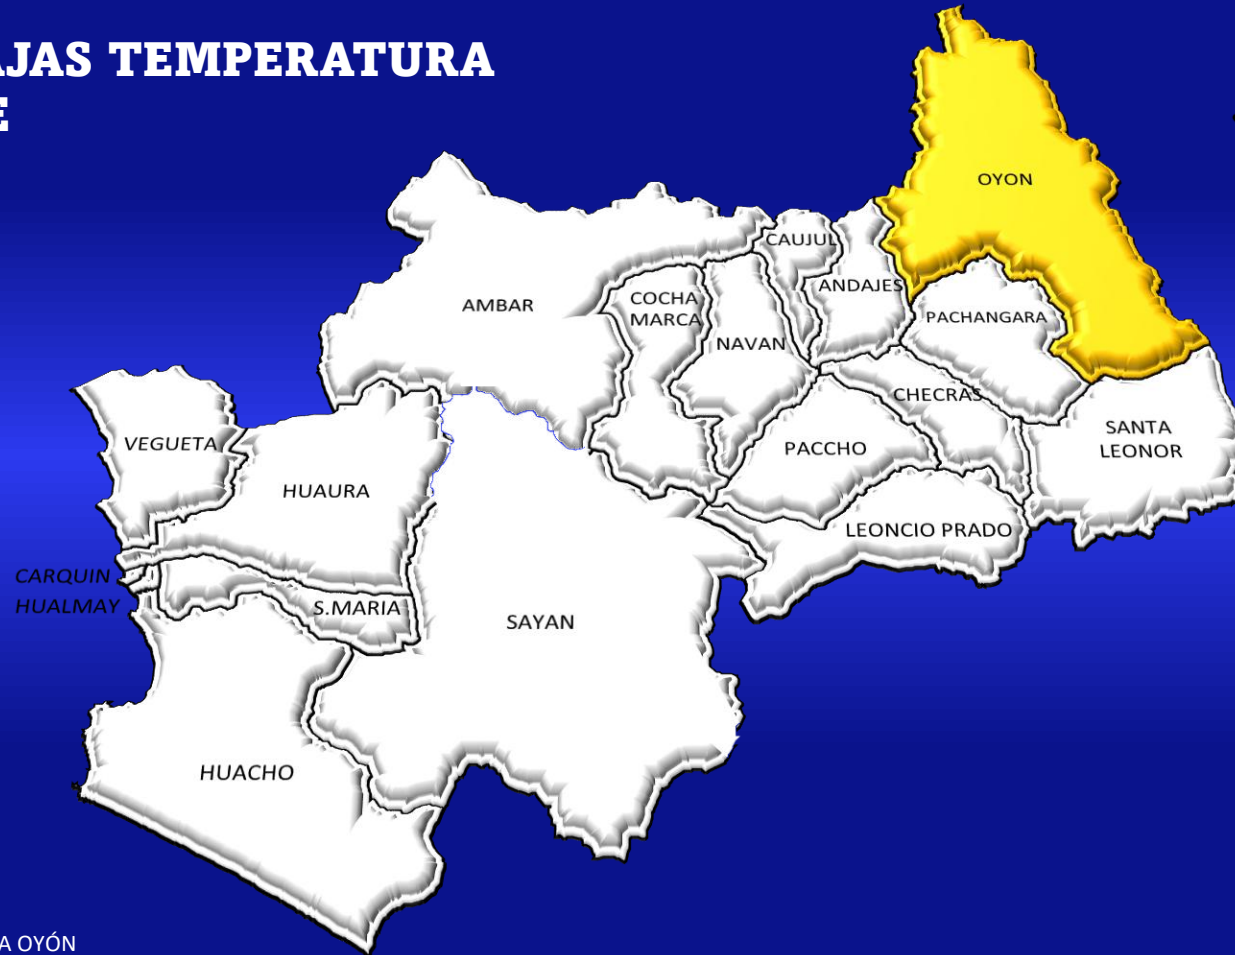 AJAS TEMPERATURA
E
OYON
CAUJUL
ANDAJES
AMBAR
COCHA
MARCA
PACHANGARA
NAVAN
CHECRAS
VEGUETA
SANTA
LEONOR
PACCHO
HUAURA
LEONCIO PRADO
CARQUIN
HUALMAY
S.MARIA
SAYAN
HUACHO
A OYÓN